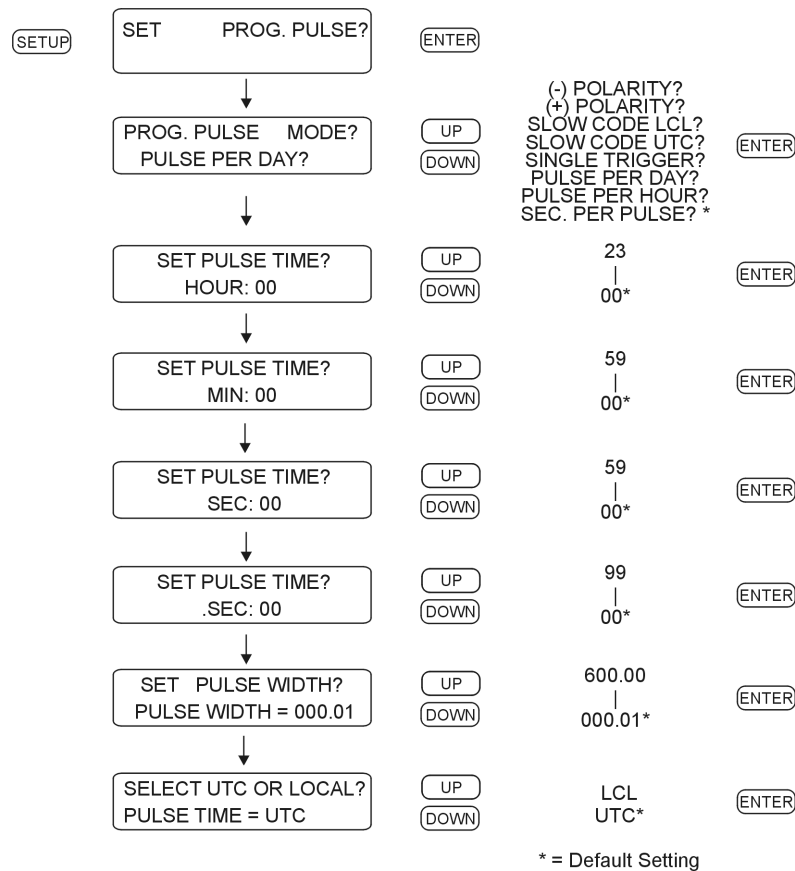 SETUP
SET PROG. PULSE?
ENTER
PROG. PULSE MODE?
PULSE PER DAY?
UP
DOWN
(-) POLARITY?
(+) POLARITY?
SLOW CODE LCL?
SLOW CODE UTC?
SINGLE TRIGGER?
PULSE PER DAY?
PULSE PER HOUR?
SEC. PER PULSE? *
ENTER
SET PULSE TIME?
HOUR: 00
UP
DOWN
23
|
00*
ENTER
SET PULSE TIME?
MIN: 00
UP
DOWN
59
|
00*
ENTER
SET PULSE TIME?
SEC: 00
UP
DOWN
59
|
00*
ENTER
SET PULSE TIME?
.SEC: 00
UP
DOWN
99
|
00*
ENTER
SET PULSE WIDTH?
PULSE WIDTH = 000.01
UP
DOWN
600.00
|
000.01*
ENTER
SELECT UTC OR LOCAL?
PULSE TIME = UTC
UP
DOWN
LCL
UTC*
ENTER
* = Default Setting